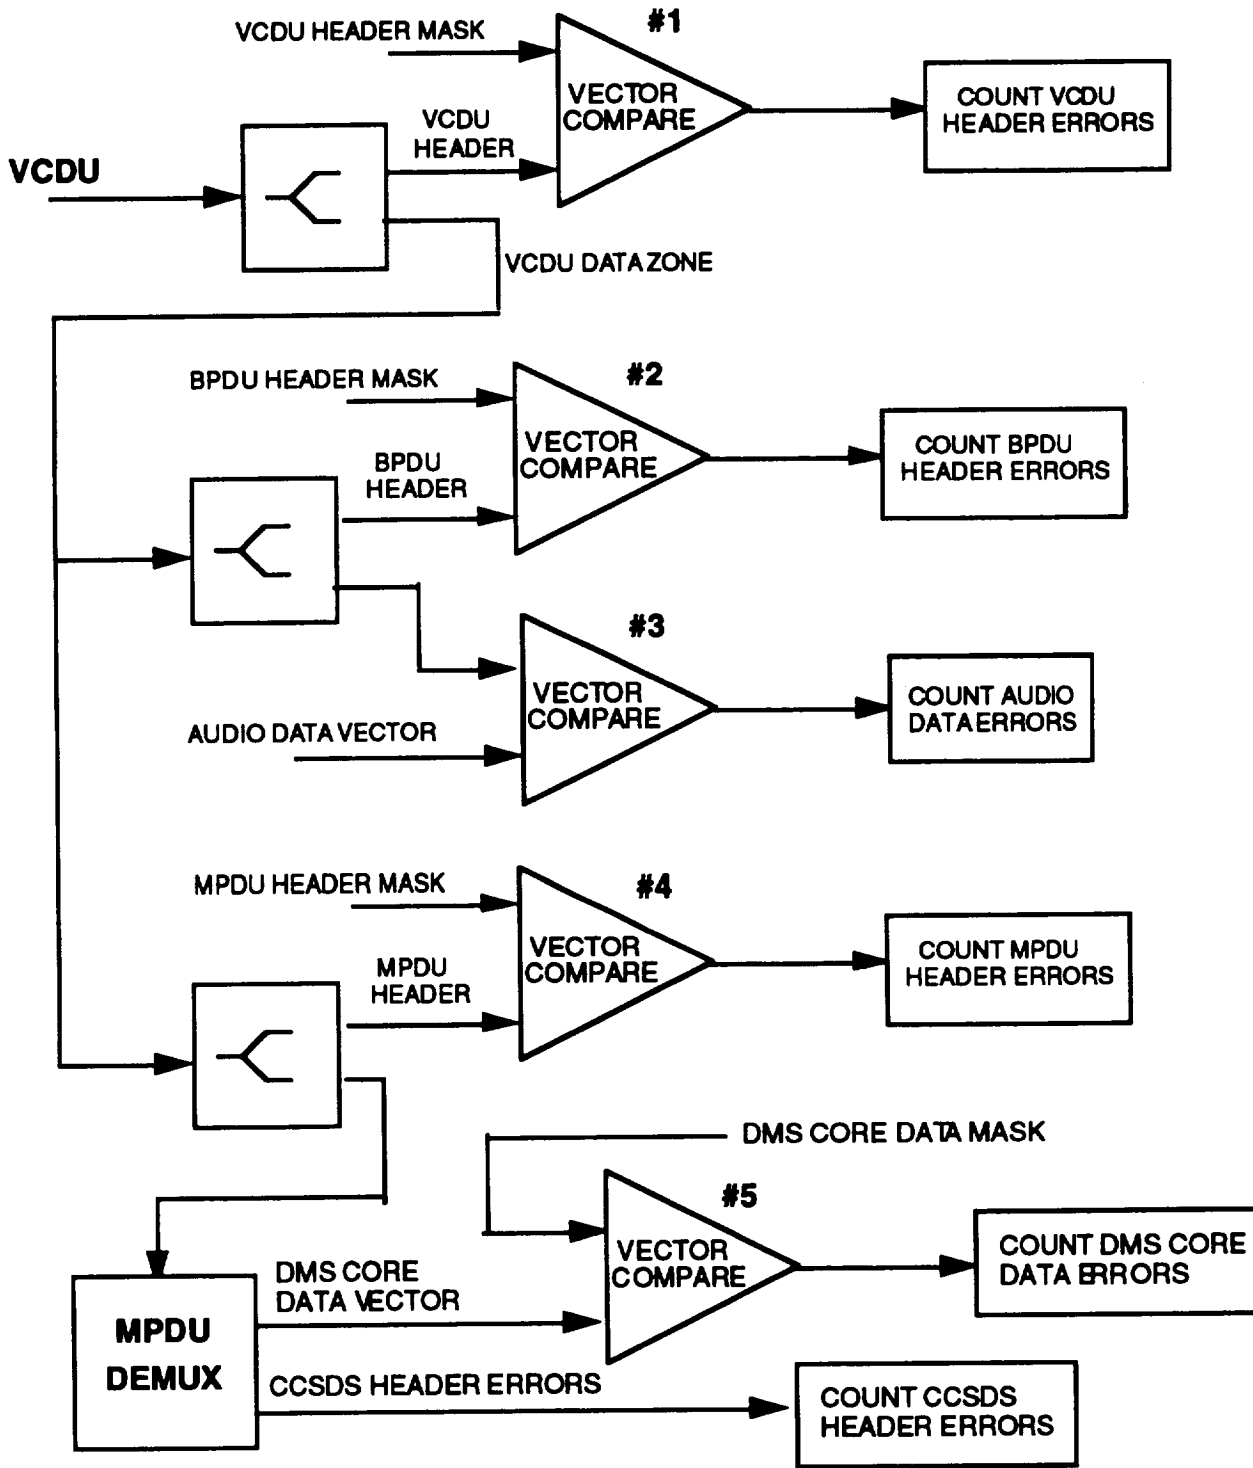 #1
VCDU HEADER MASK
VECTOR
COMPARE
COUNT VCDU
HEADER ERRORS
VCDU
HEADER
VCDU
VCDU DATA ZONE
#2
BPDU HEADER MASK
VECTOR
COMPARE
COUNT BPDU
HEADER ERRORS
BPDU
HEADER
#3
VECTOR
COMPARE
COUNT AUDIO
DATA ERRORS
AUDIO DATA VECTOR
#4
MPDU HEADER MASK
VECTOR
COMPARE
COUNT MPDU
HEADER ERRORS
MPDU
HEADER
DMS CORE DATA MASK
#5
VECTOR
COMPARE
COUNT DMS CORE
DATA ERRORS
DMS CORE
DATA VECTOR
MPDU
DEMUX
CCSDS HEADER ERRORS
COUNT CCSDS
HEADER ERRORS